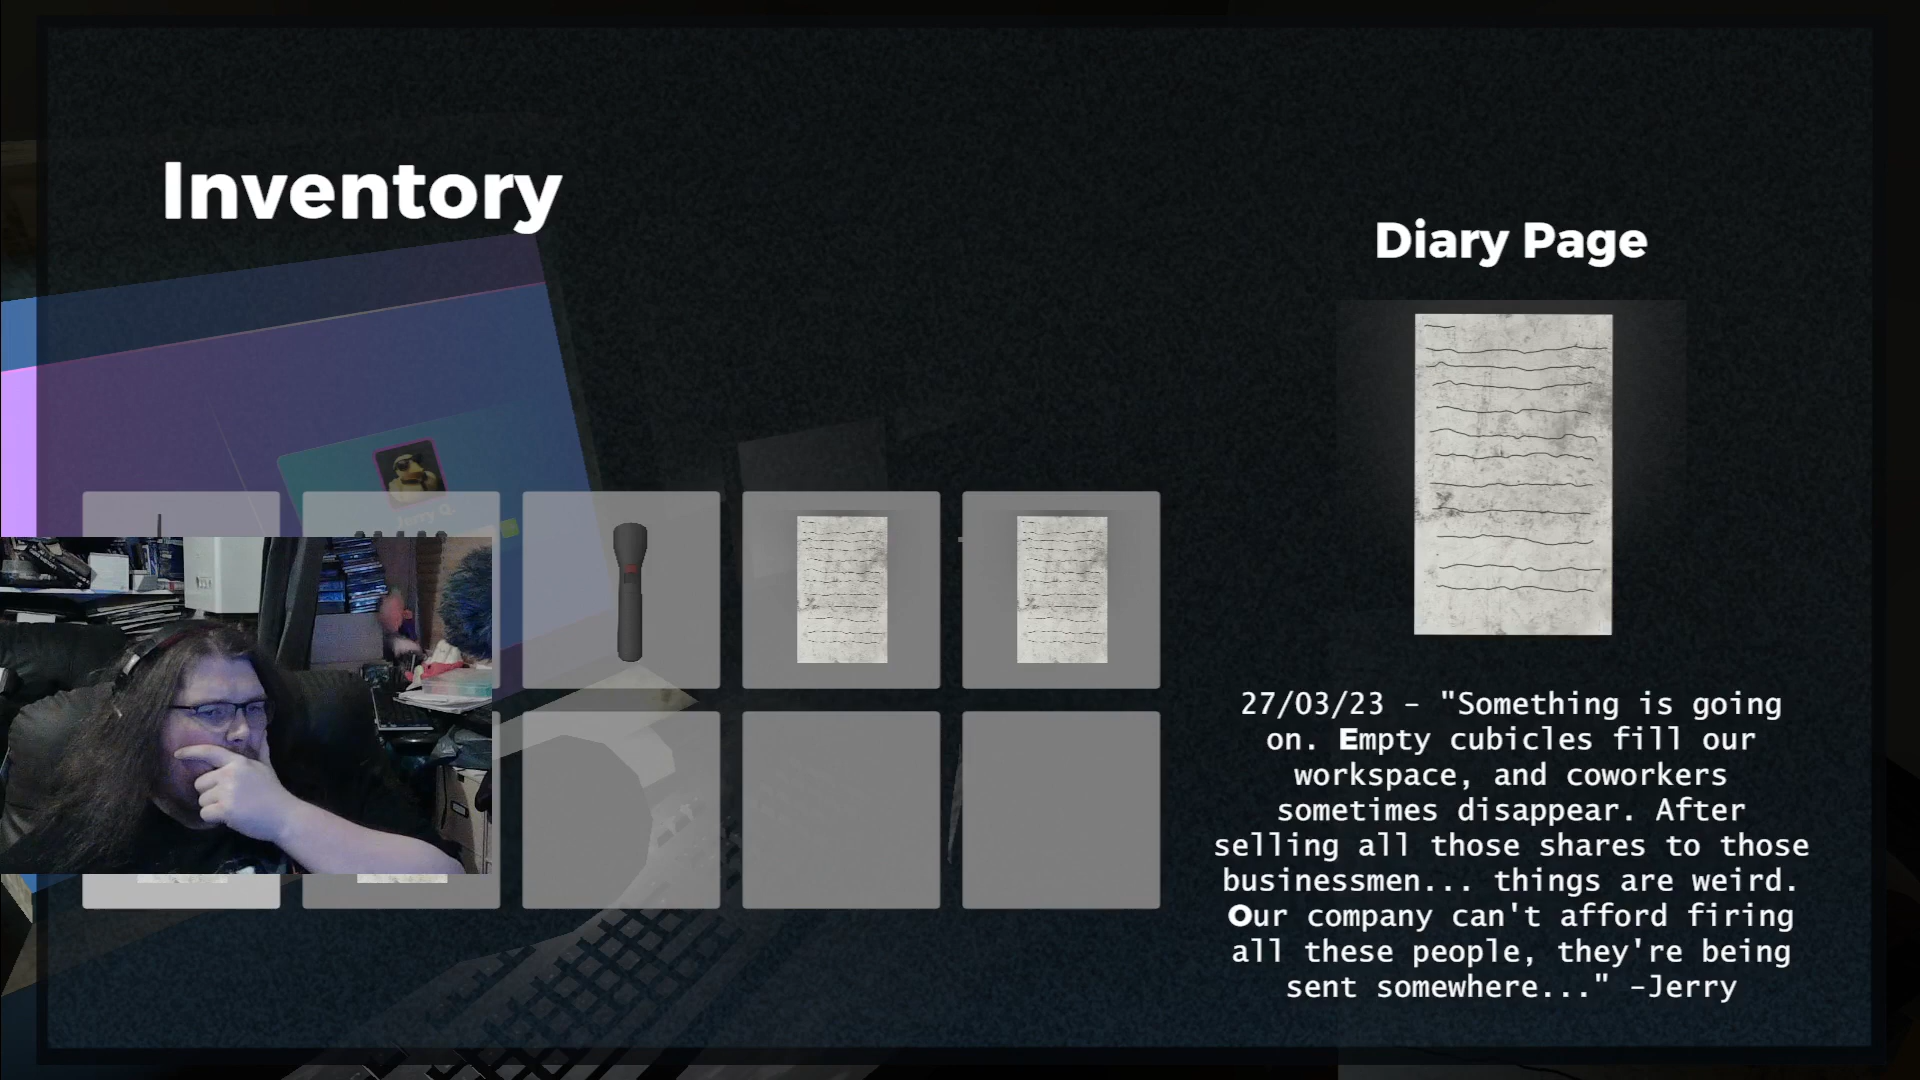 Inventory
Diary Page
Jerry Q.
27/03/23 - "Something is going
on. Empty cubicles fill our
workspace, and coworkers
sometimes disappear. After
selling all those shares to those
businessmen... things are weird.
Our company can't afford firing
all these people, they're being
sent somewhere..." -Jerry